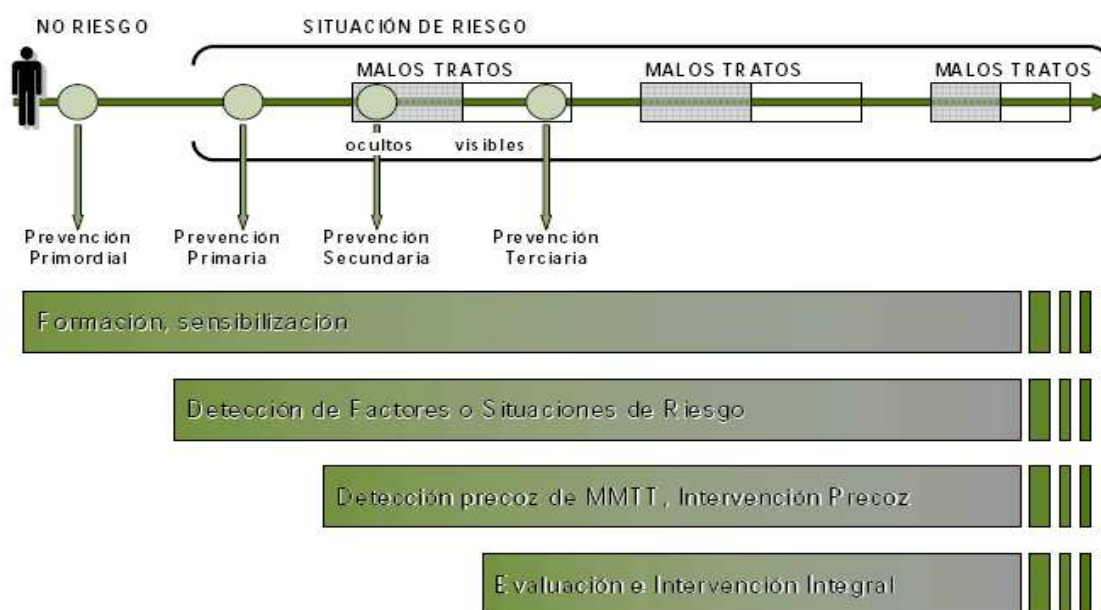 NO RIESGO
SITUACIÓN DE RIESGO
MALOS TRATOS
MALOS TRATOS
MALOS TRATOS
ocultos
visibles
Prevención
Primordial
Prevención
Primaria
Prevención
Secundaria
Prevención
Terciaria
Formación, sensibilización
Detección de Factores o Situaciones de Riesgo
Detección precoz de MMTT, Intervención Precoz
Evaluación e Intervención Integral